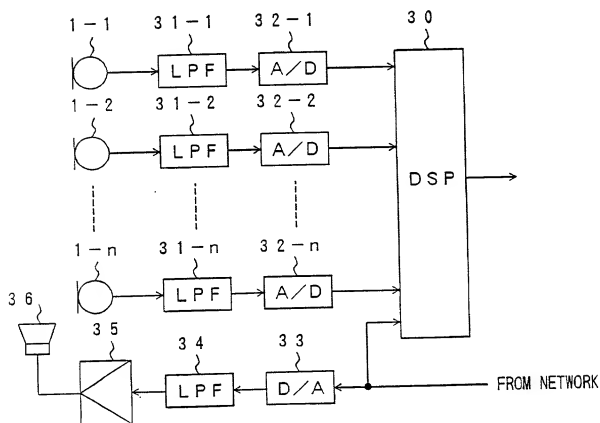 1-1 31-1 32-1 30
LPF A/D
1-2 31-2 32-2
LPF A/D
DSP
1-n 31-n 32-n
LPF A/D
36 35 34 33
LPF D/A FROM NETWORK